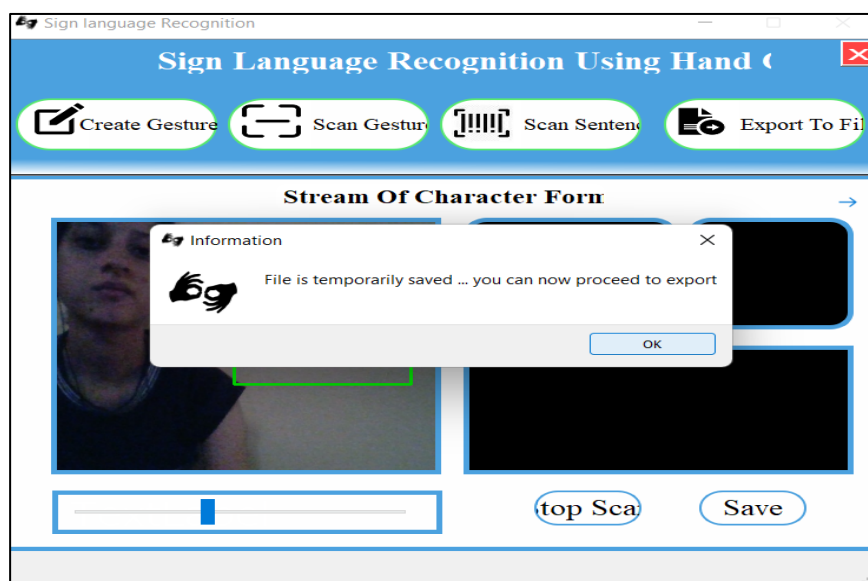 Sign language Recognition
Sign Language Recognition Using Hand
Create Gesture
Scan Gestur
Scan Senten
Export To Fil
Stream Of Character Form
Information
File is temporarily saved ... you can now proceed to export
OK
top Sca
Save